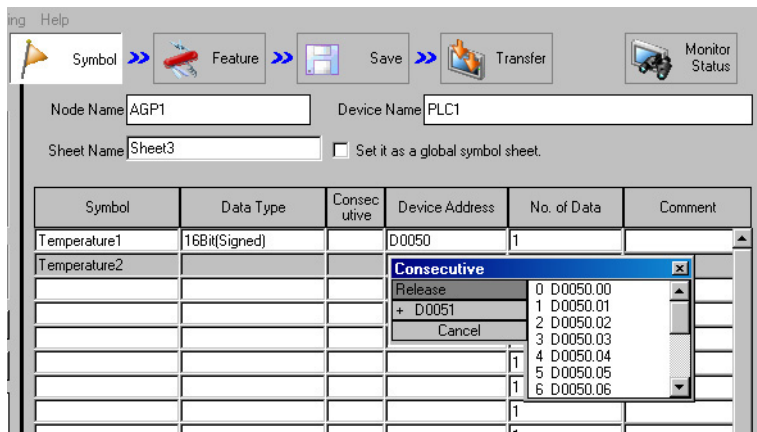 ing Help
Symbol Feature Save Transfer Monitor Status
Node Name AGP1 Device Name PLC1
Sheet Name Sheet3 Set it as a global symbol sheet.
Symbol Data Type Consecutive Device Address No. of Data Comment
Temperature1 16Bit(Signed) D0050 1
Temperature2
Consecutive
Release
+ D0051
Cancel
0 D0050.00
1 D0050.01
2 D0050.02
3 D0050.03
4 D0050.04
5 D0050.05
6 D0050.06
1
1
1